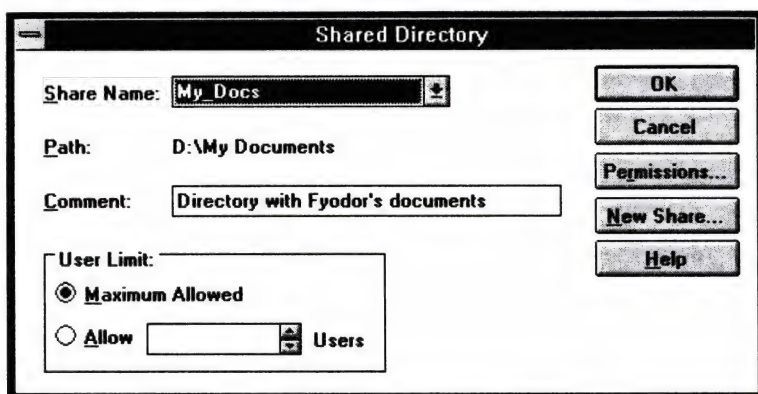 Shared Directory
Share Name: My_Docs
OK
Cancel
Path: D:\My Documents
Permissions...
Comment: Directory with Fyodor's documents
New Share...
User Limit:
Help
Maximum Allowed
Allow Users